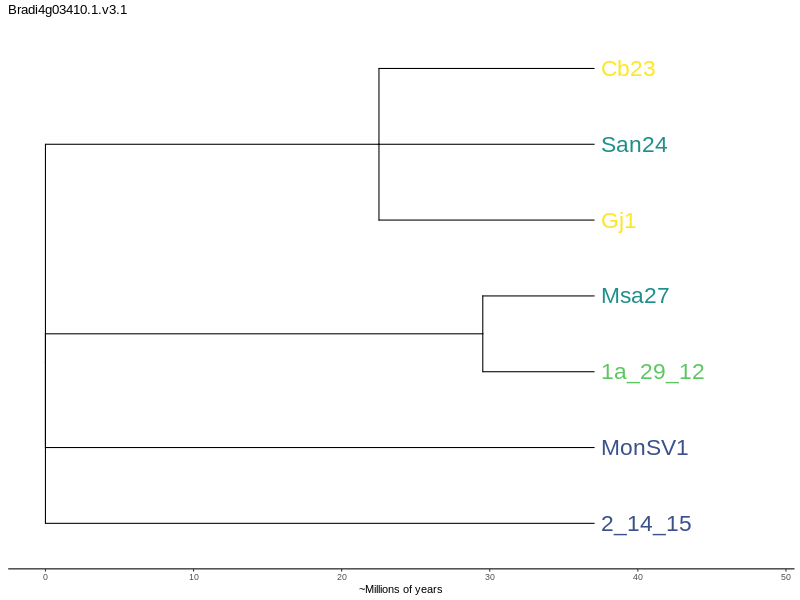 Bradi4g03410.1.v3.1
Cb23
San24
Gj1
Msa27
1a_29_12
MonSV1
2_14_15
0 10 20 30 40 50
~Millions of years